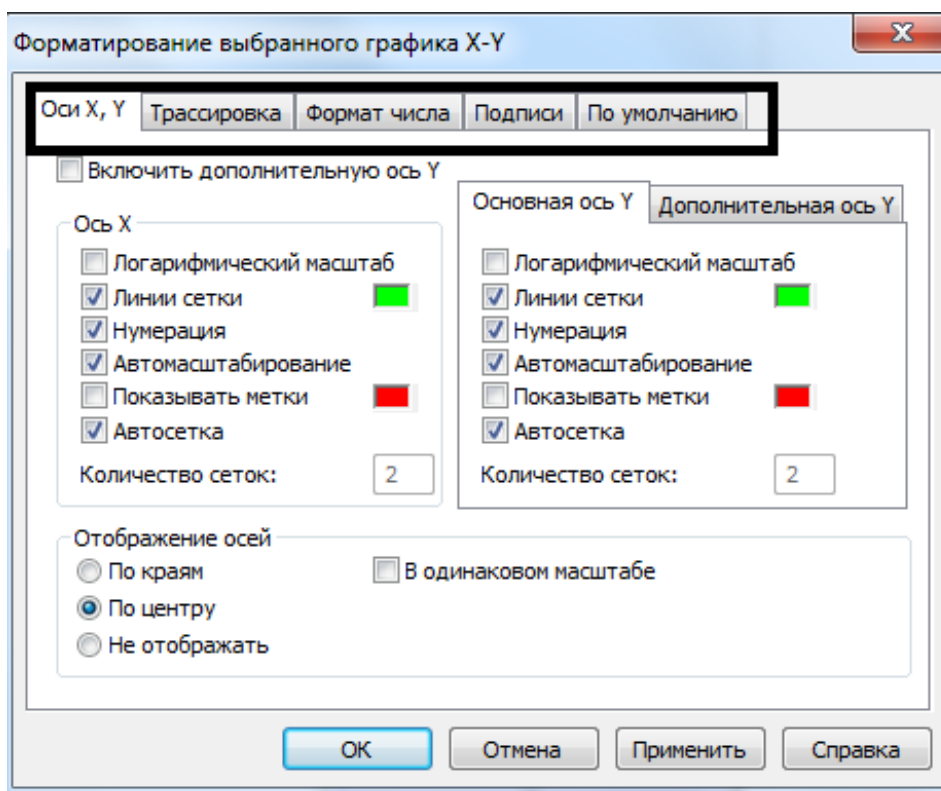 Форматирование выбранного графика X-Y
Оси X, Y Трассировка Формат числа Подписи По умолчанию
Включить дополнительную ось Y
Ось X
Логарифмический масштаб
Линии сетки
Нумерация
Автомасштабирование
Показывать метки
Автосетка
Количество сеток: 2
Основная ось Y Дополнительная ось Y
Логарифмический масштаб
Линии сетки
Нумерация
Автомасштабирование
Показывать метки
Автосетка
Количество сеток: 2
Отображение осей
По краям В одинаковом масштабе
По центру
Не отображать
ОК Отмена Применить Справка